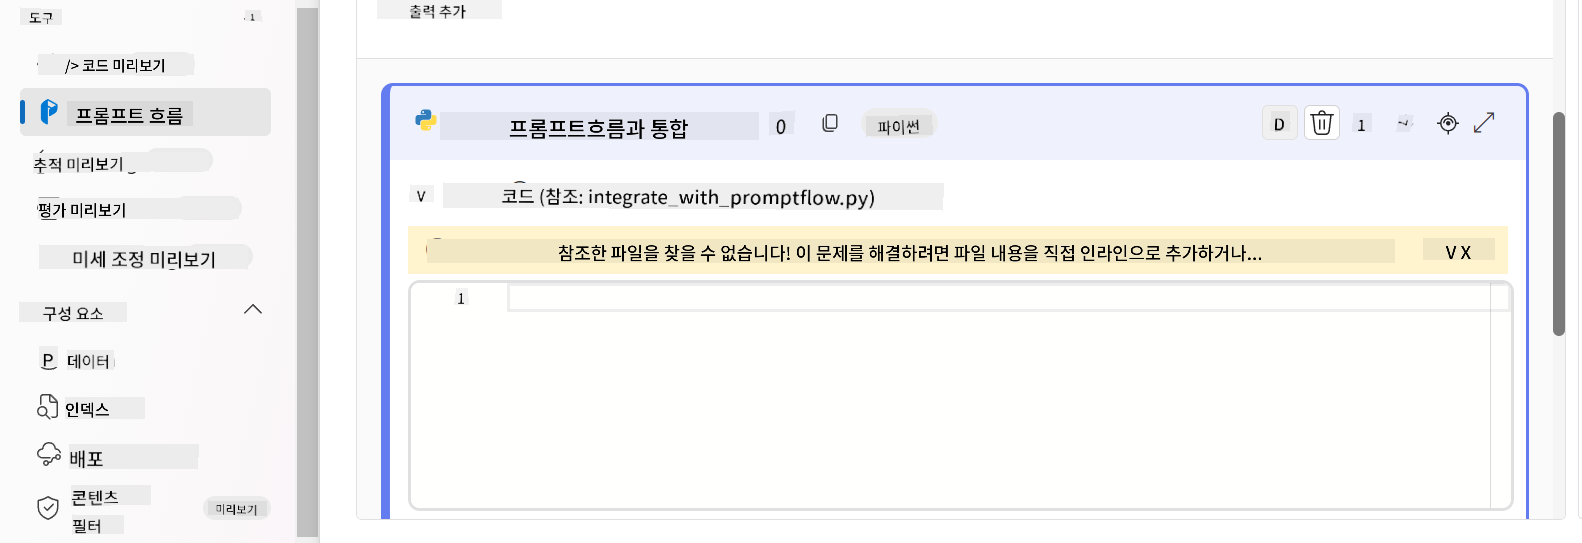 도구
1
/> 코드 미리보기
프롬프트 흐름
추적 미리보기
평가 미리보기
미세 조정 미리보기
구성 요소
P 데이터
인덱스
배포
콘텐츠
필터
미리보기
출력 추가
프롬프트흐름과 통합 0 파이썬 D 1
V 코드 (참조: integrate_with_promptflow.py)
참조한 파일을 찾을 수 없습니다! 이 문제를 해결하려면 파일 내용을 직접 인라인으로 추가하거나... V X
1